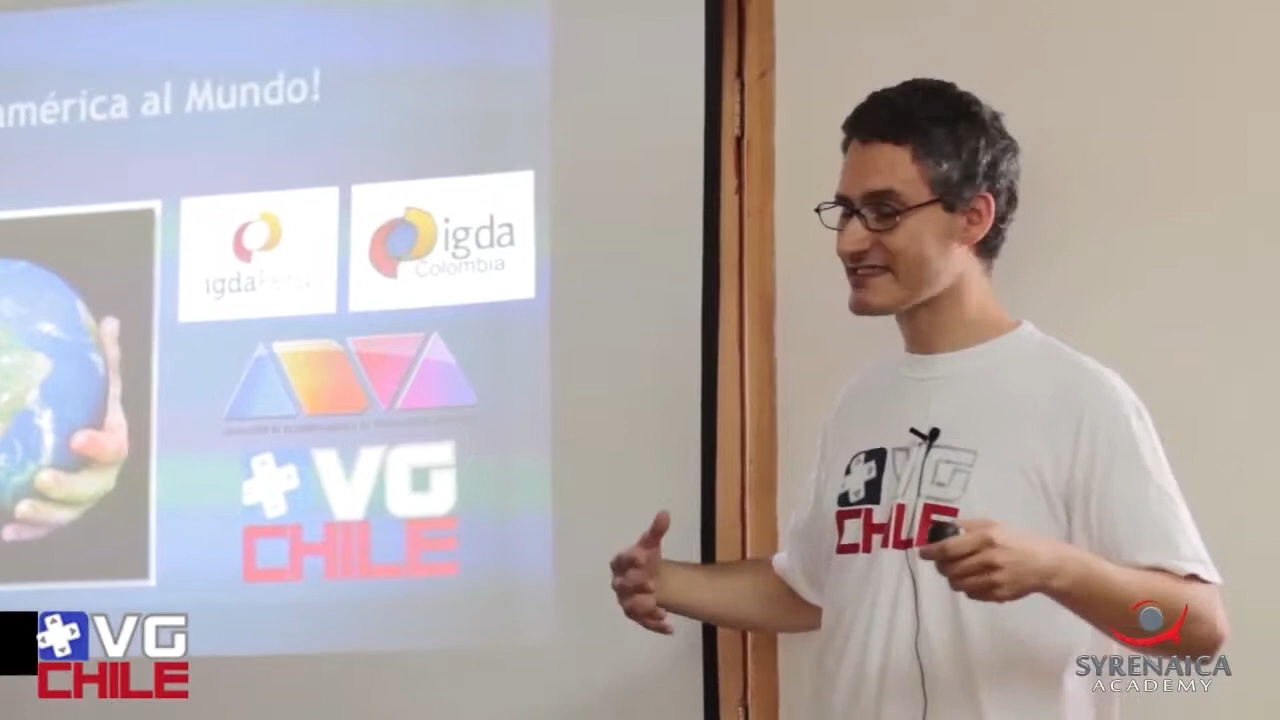 américa al Mundo!
igda
igda
Colombia
VG
CHILE
VG
CHILE
VG
CHILE
SYRENAICA
ACADEMY